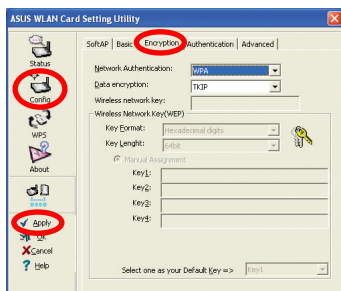 ASUS WLAN Card Setting Utility
SoftAP Basic Encryption Authentication Advanced
Status
Config
WPS
About
Apply
Ok
Cancel
Help
Network Authentication: WPA
Data encryption: TKIP
Wireless network key:
Wireless Network Key(WEP)
Key Format: Hexadecimal digits
Key Lenght: 64bit
Manual Assignment
Key1:
Key2:
Key3:
Key4:
Select one as your Default Key => Key1